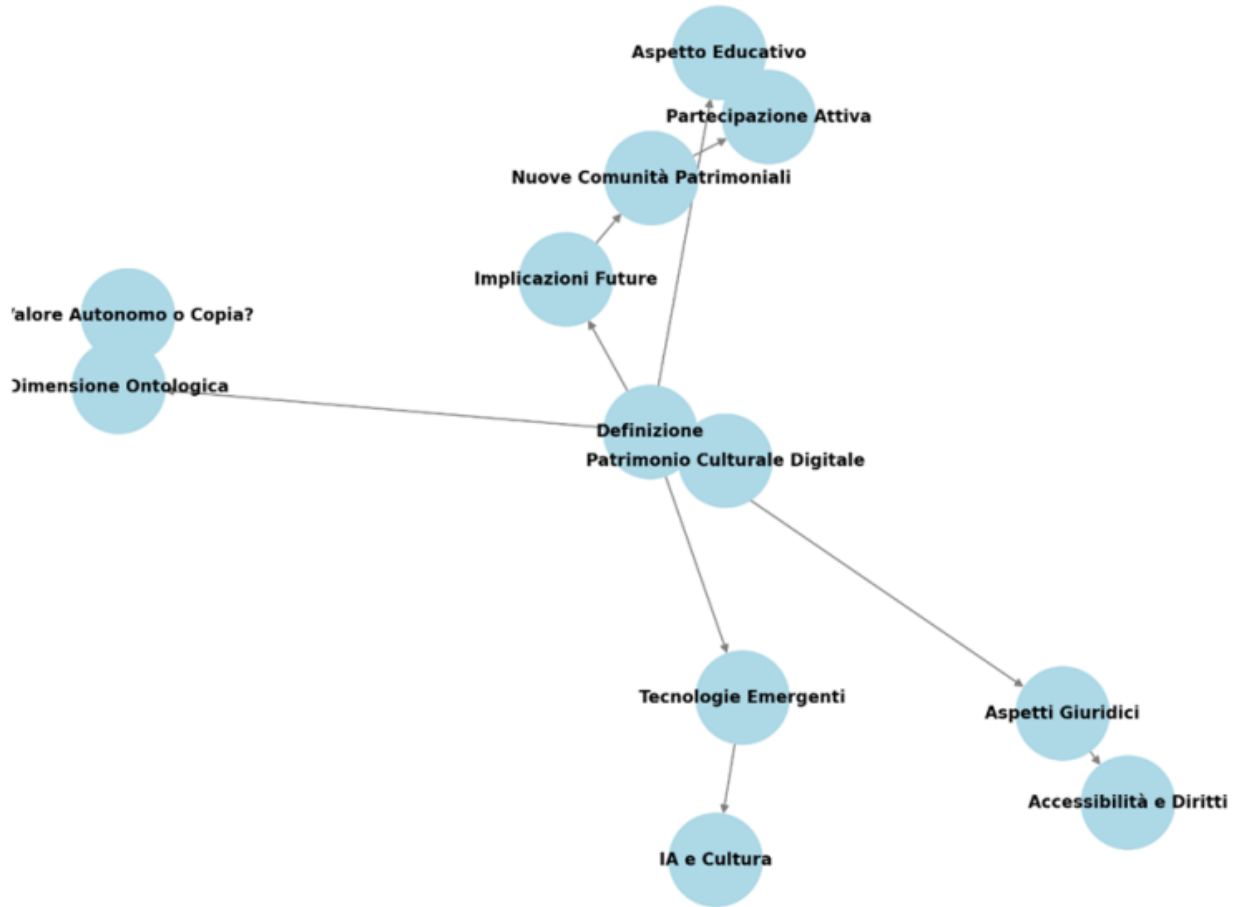 Aspetto Educativo
Partecipazione Attiva
Nuove Comunità Patrimoniali
Implicazioni Future
alore Autonomo o Copia?
Dimensione Ontologica
Definizione
Patrimonio Culturale Digitale
Tecnologie Emergenti
Aspetti Giuridici
Accessibilità e Diritti
IA e Cultura